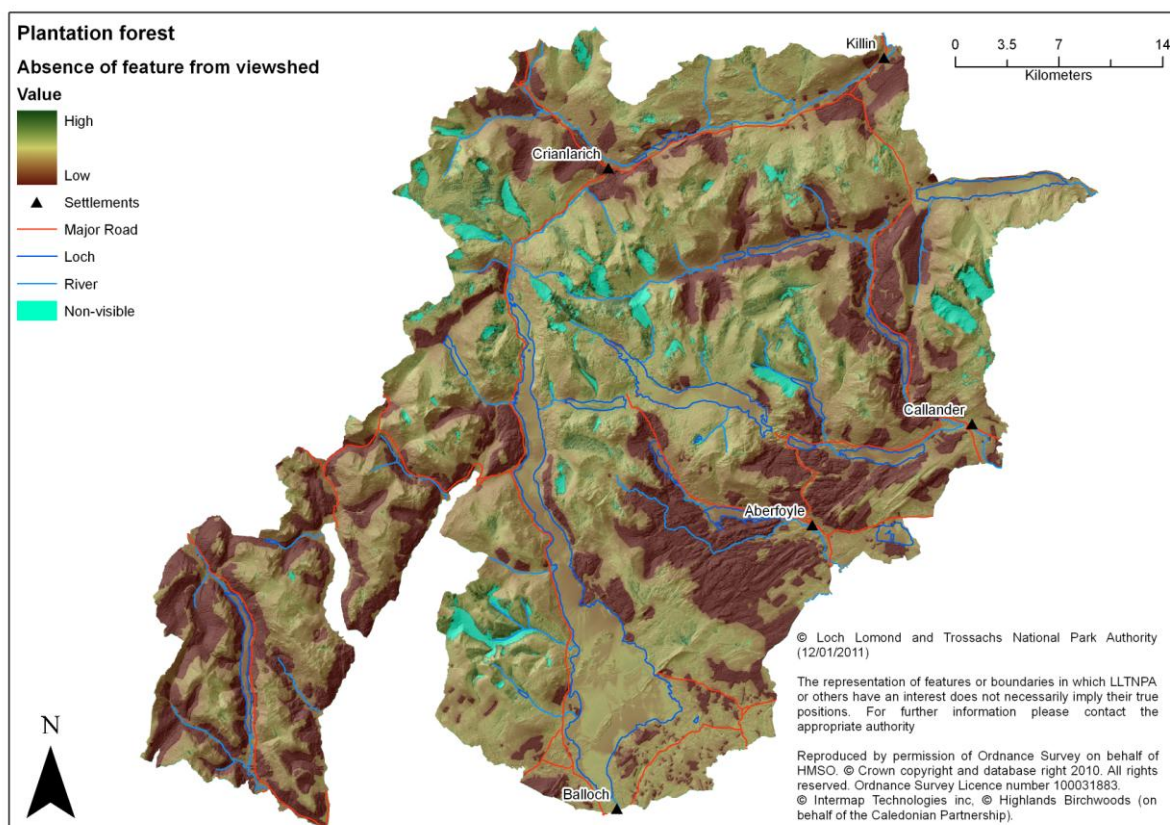 Plantation forest
Absence of feature from viewshed
Value
High
Low
Settlements
Major Road
Loch
River
Non-visible
Killin
0 3.5 7 14
Kilometers
Crianlarich
Callander
Aberfoyle
Balloch
N
© Loch Lomond and Trossachs National Park Authority
(12/01/2011)
The representation of features or boundaries in which LLTNPA
or others have an interest does not necessarily imply their true
positions. For further information please contact the
appropriate authority
Reproduced by permission of Ordnance Survey on behalf of
HMSO. © Crown copyright and database right 2010. All rights
reserved. Ordnance Survey Licence number 100031883.
© Intermap Technologies inc, © Highlands Birchwoods (on
behalf of the Caledonian Partnership).